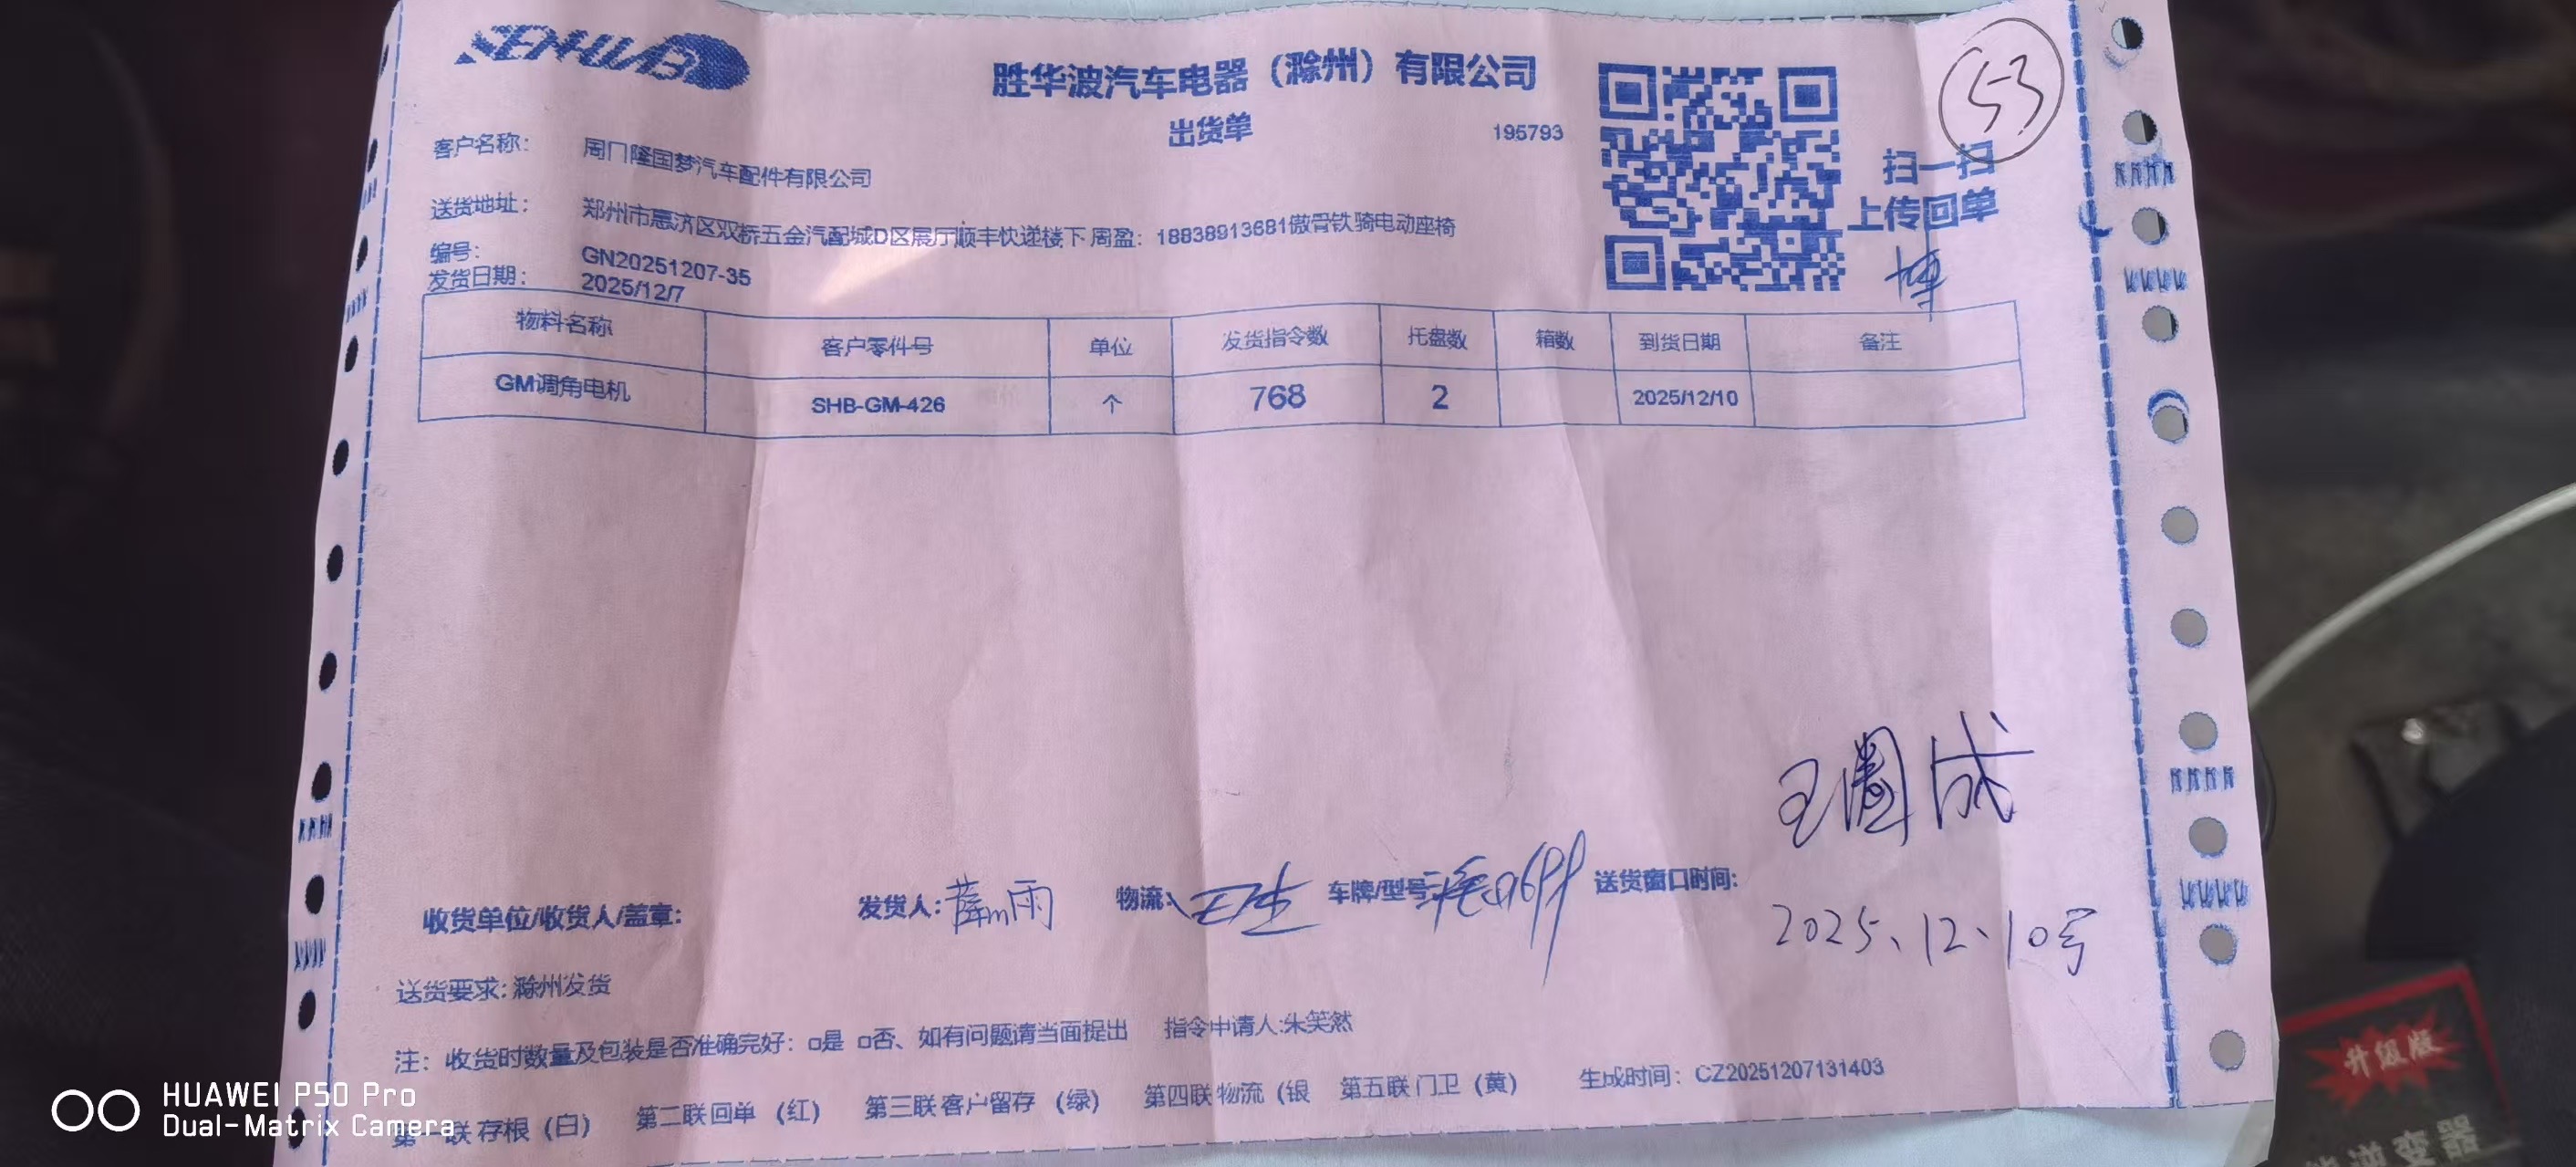 胜华波汽车电器（滁州）有限公司
53
出货单
195793
客户名称：
周口隆国梦汽车配件有限公司
扫一扫
上传回单
送货地址：
郑州市惠济区双桥五金汽配城D区展厅顺丰快递楼下 周盈：18838913681傲骨铁骑电动座椅
编号：
GN20251207-35
发货日期：
2025/12/7
物料名称 客户零件号 单位 发货指令数 托盘数 箱数 到货日期 备注
GM调角电机 SHB-GM-426 个 768 2 2025/12/10
收货单位/收货人/盖章：
发货人：
物流：
车牌/型号：
送货窗口时间：
2025.12.10号
送货要求：滁州发货
注：收货时数量及包装是否准确完好：□是 □否、如有问题请当面提出 指令申请人:朱笑然
第一联存根（白） 第二联回单（红） 第三联客户留存（绿） 第四联物流（银 第五联门卫（黄） 生成时间：CZ20251207131403
HUAWEI P50 Pro
Dual-Matrix Camera
升级版
逆变器